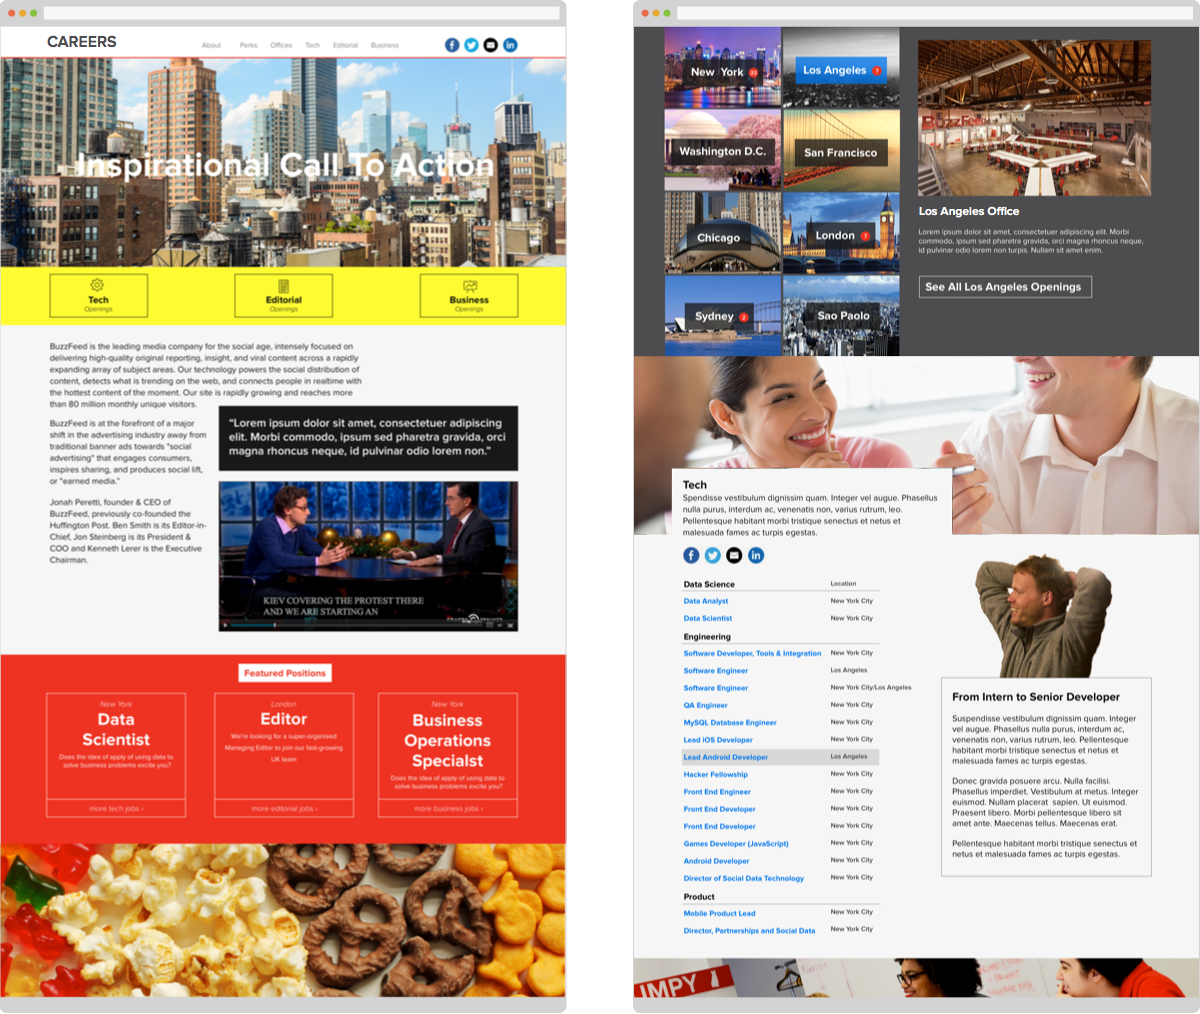 CAREERS
About Perks Offices Tech Editorial Business
Inspirational Call To Action
Tech
Openings
Editorial
Openings
Business
Openings
BuzzFeed is the leading media company for the social age, intensely focused on
delivering high-quality original reporting, insight, and viral content across a rapidly
expanding array of subject areas. Our technology powers the social distribution of
content, detects what is trending on the web, and connects people in realtime with
the hottest content of the moment. Our site is rapidly growing and reaches more
than 80 million monthly unique visitors.
BuzzFeed is at the forefront of a major
shift in the advertising industry away from
traditional banner ads towards "social
advertising" that engages consumers,
inspires sharing, and produces social lift,
or "earned media."
Jonah Peretti, founder & CEO of
BuzzFeed, previously co-founded the
Huffington Post. Ben Smith is its Editor-in-
Chief, Jon Steinberg is its President &
COO and Kenneth Lerer is the Executive
Chairman.
"Lorem ipsum dolor sit amet, consectetuer adipiscing
elit. Morbi commodo, ipsum sed pharetra gravida, orci
magna rhoncus neque, id pulvinar odio lorem non."
KIEV COVERING THE PROTEST THERE
AND WE ARE STARTING AN
Featured Positions
New York
Data
Scientist
Does the idea of apply of using data to
solve business problems excite you?
more tech jobs ›
London
Editor
We're looking for a super-organised
Managing Editor to join our fast-growing
UK team
more editorial jobs ›
New York
Business
Operations
Specialst
Does the idea of apply of using data to
solve business problems excite you?
more business jobs ›
New York
Los Angeles 7
Washington D.C.
San Francisco
Chicago
London 7
Sydney 2
Sao Paolo
Los Angeles Office
Lorem ipsum dolor sit amet, consectetuer adipiscing elit. Morbi
commodo, ipsum sed pharetra gravida, orci magna rhoncus neque,
id pulvinar odio lorem non turpis. Nullam sit amet enim.
See All Los Angeles Openings
Tech
Spendisse vestibulum dignissim quam. Integer vel augue. Phasellus
nulla purus, interdum ac, venenatis non, varius rutrum, leo.
Pellentesque habitant morbi tristique senectus et netus et
malesuada fames ac turpis egestas.
Data Science Location
Data Analyst New York City
Data Scientist New York City
Engineering
Software Developer, Tools & Integration New York City
Software Engineer Los Angeles
Software Engineer New York City/Los Angeles
QA Engineer New York City
MySQL Database Engineer New York City
Lead iOS Developer New York City
Lead Android Developer Los Angeles
Hacker Fellowship New York City
Front End Engineer New York City
Front End Developer New York City
Front End Developer New York City
Games Developer (JavaScript) New York City
Android Developer New York City
Director of Social Data Technology New York City
Product
Mobile Product Lead New York City
Director, Partnerships and Social Data New York City
From Intern to Senior Developer
Suspendisse vestibulum dignissim quam. Integer
vel augue. Phasellus nulla purus, interdum ac,
venenatis non, varius rutrum, leo. Pellentesque
habitant morbi tristique senectus et netus et
malesuada fames ac turpis egestas.
Donec gravida posuere arcu. Nulla facilisi.
Phasellus imperdiet. Vestibulum at metus. Integer
euismod. Nullam placerat sapien. Ut euismod.
Praesent libero. Morbi pellentesque libero sit
amet ante. Maecenas tellus. Maecenas erat.
Pellentesque habitant morbi tristique senectus et
netus et malesuada fames ac turpis egestas.
IMPY